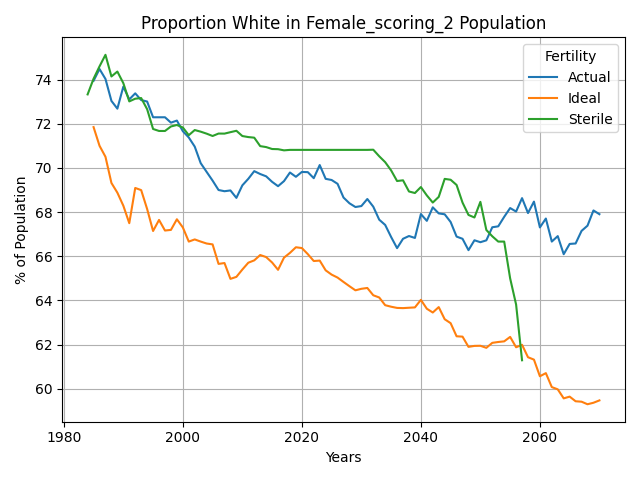 Proportion White in Female_scoring_2 Population
Fertility
Actual
Ideal
Sterile
% of Population
74
72
70
68
66
64
62
60
1980
2000
2020
2040
2060
Years